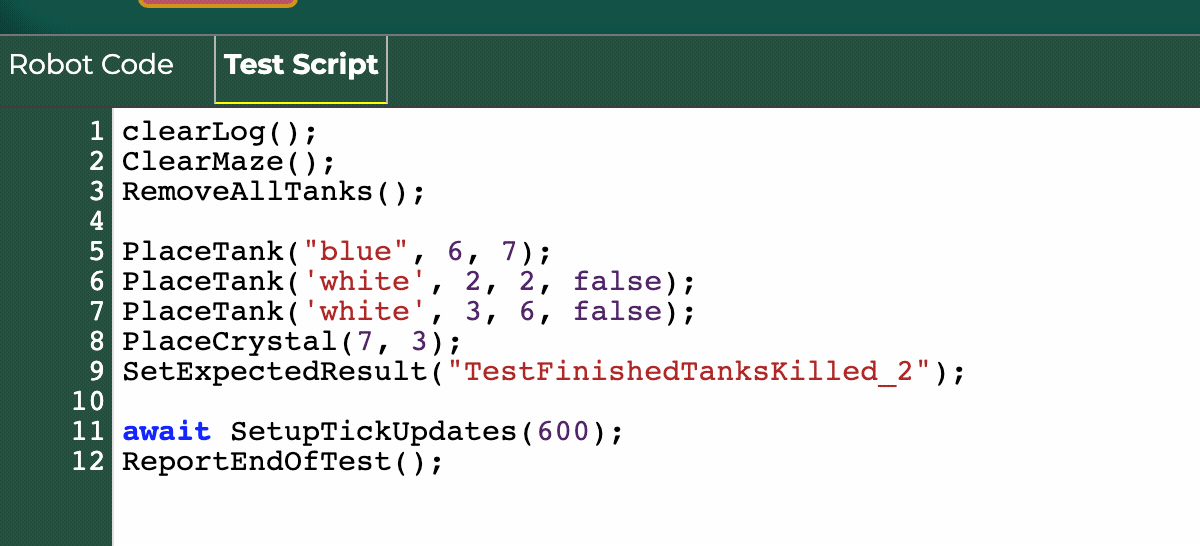 Robot Code
Test Script
1 clearLog();
2 ClearMaze();
3 RemoveAllTanks();
4
5 PlaceTank("blue", 6, 7);
6 PlaceTank('white', 2, 2, false);
7 PlaceTank('white', 3, 6, false);
8 PlaceCrystal(7, 3);
9 SetExpectedResult("TestFinishedTanksKilled_2");
10
11 await SetupTickUpdates(600);
12 ReportEndOfTest();